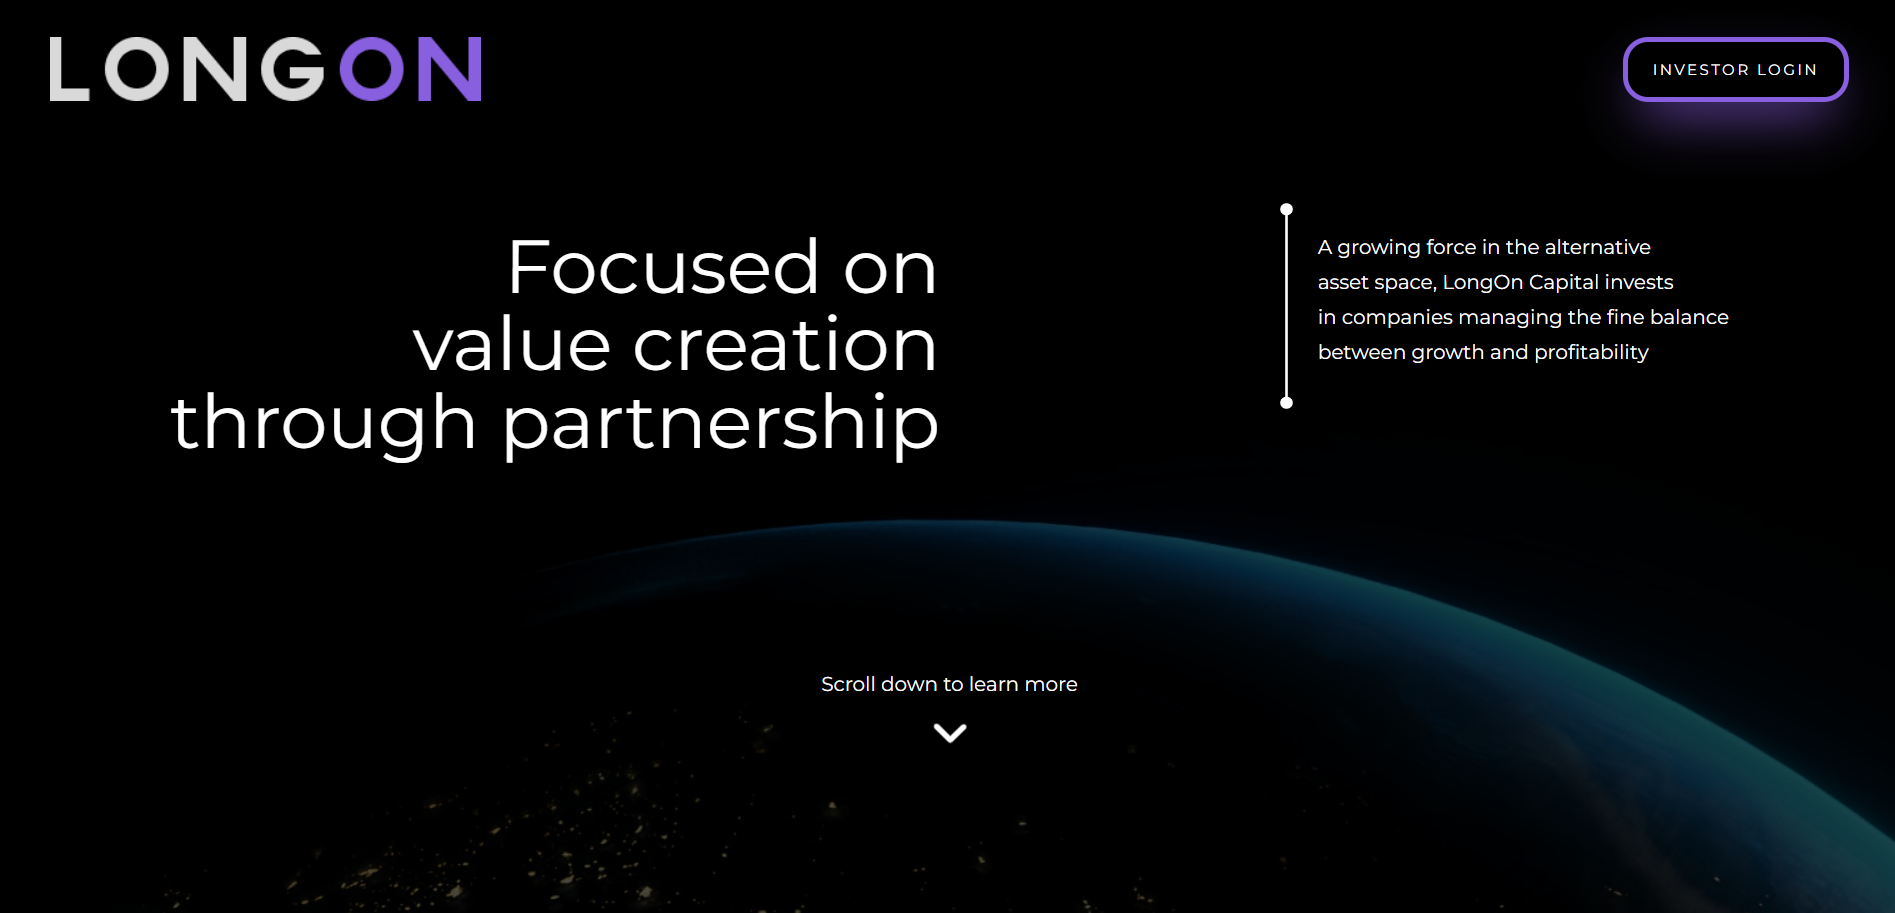 LONGON
INVESTOR LOGIN
Focused on
value creation
through partnership
A growing force in the alternative
asset space, LongOn Capital invests
in companies managing the fine balance
between growth and profitability
Scroll down to learn more